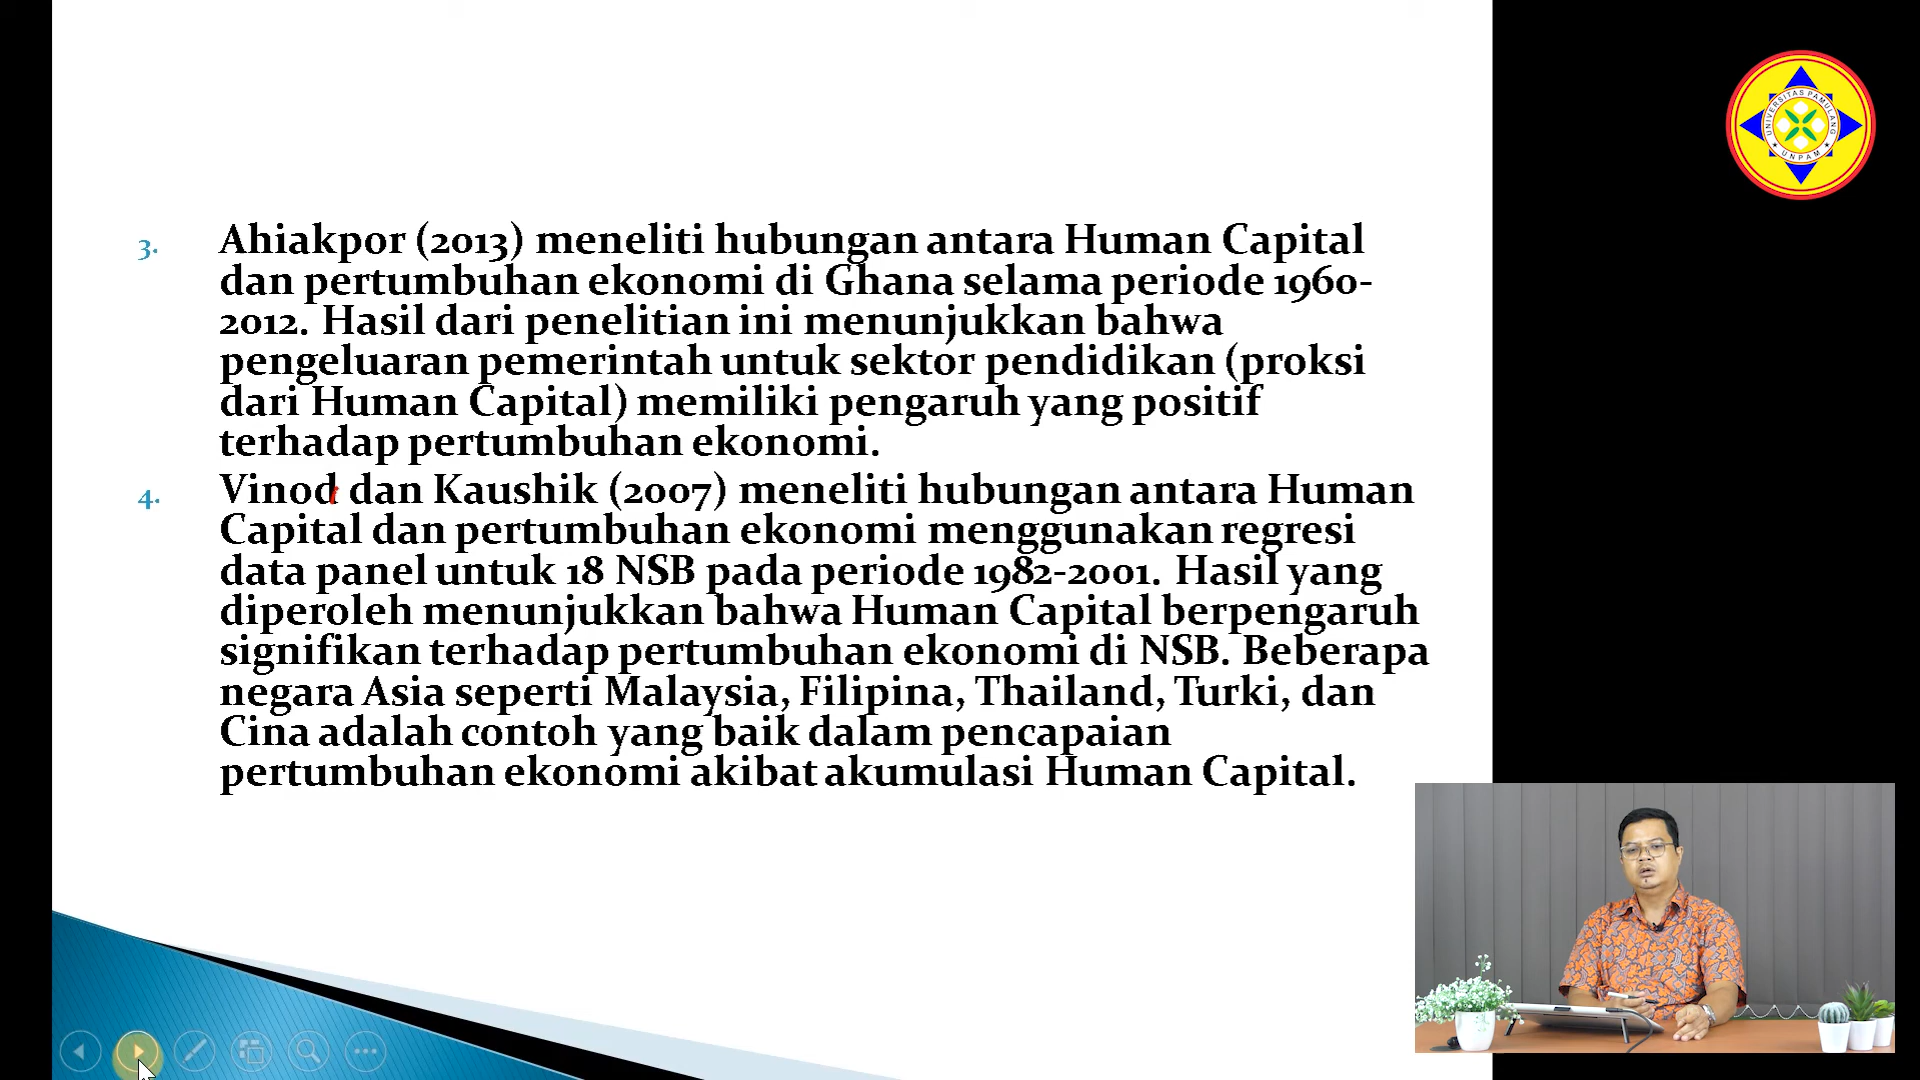 3. Ahiakpor (2013) meneliti hubungan antara Human Capital
dan pertumbuhan ekonomi di Ghana selama periode 1960-
2012. Hasil dari penelitian ini menunjukkan bahwa
pengeluaran pemerintah untuk sektor pendidikan (proksi
dari Human Capital) memiliki pengaruh yang positif
terhadap pertumbuhan ekonomi.
4. Vinod dan Kaushik (2007) meneliti hubungan antara Human
Capital dan pertumbuhan ekonomi menggunakan regresi
data panel untuk 18 NSB pada periode 1982-2001. Hasil yang
diperoleh menunjukkan bahwa Human Capital berpengaruh
signifikan terhadap pertumbuhan ekonomi di NSB. Beberapa
negara Asia seperti Malaysia, Filipina, Thailand, Turki, dan
Cina adalah contoh yang baik dalam pencapaian
pertumbuhan ekonomi akibat akumulasi Human Capital.
UNIVERSITAS PAMULANG
UNPAM